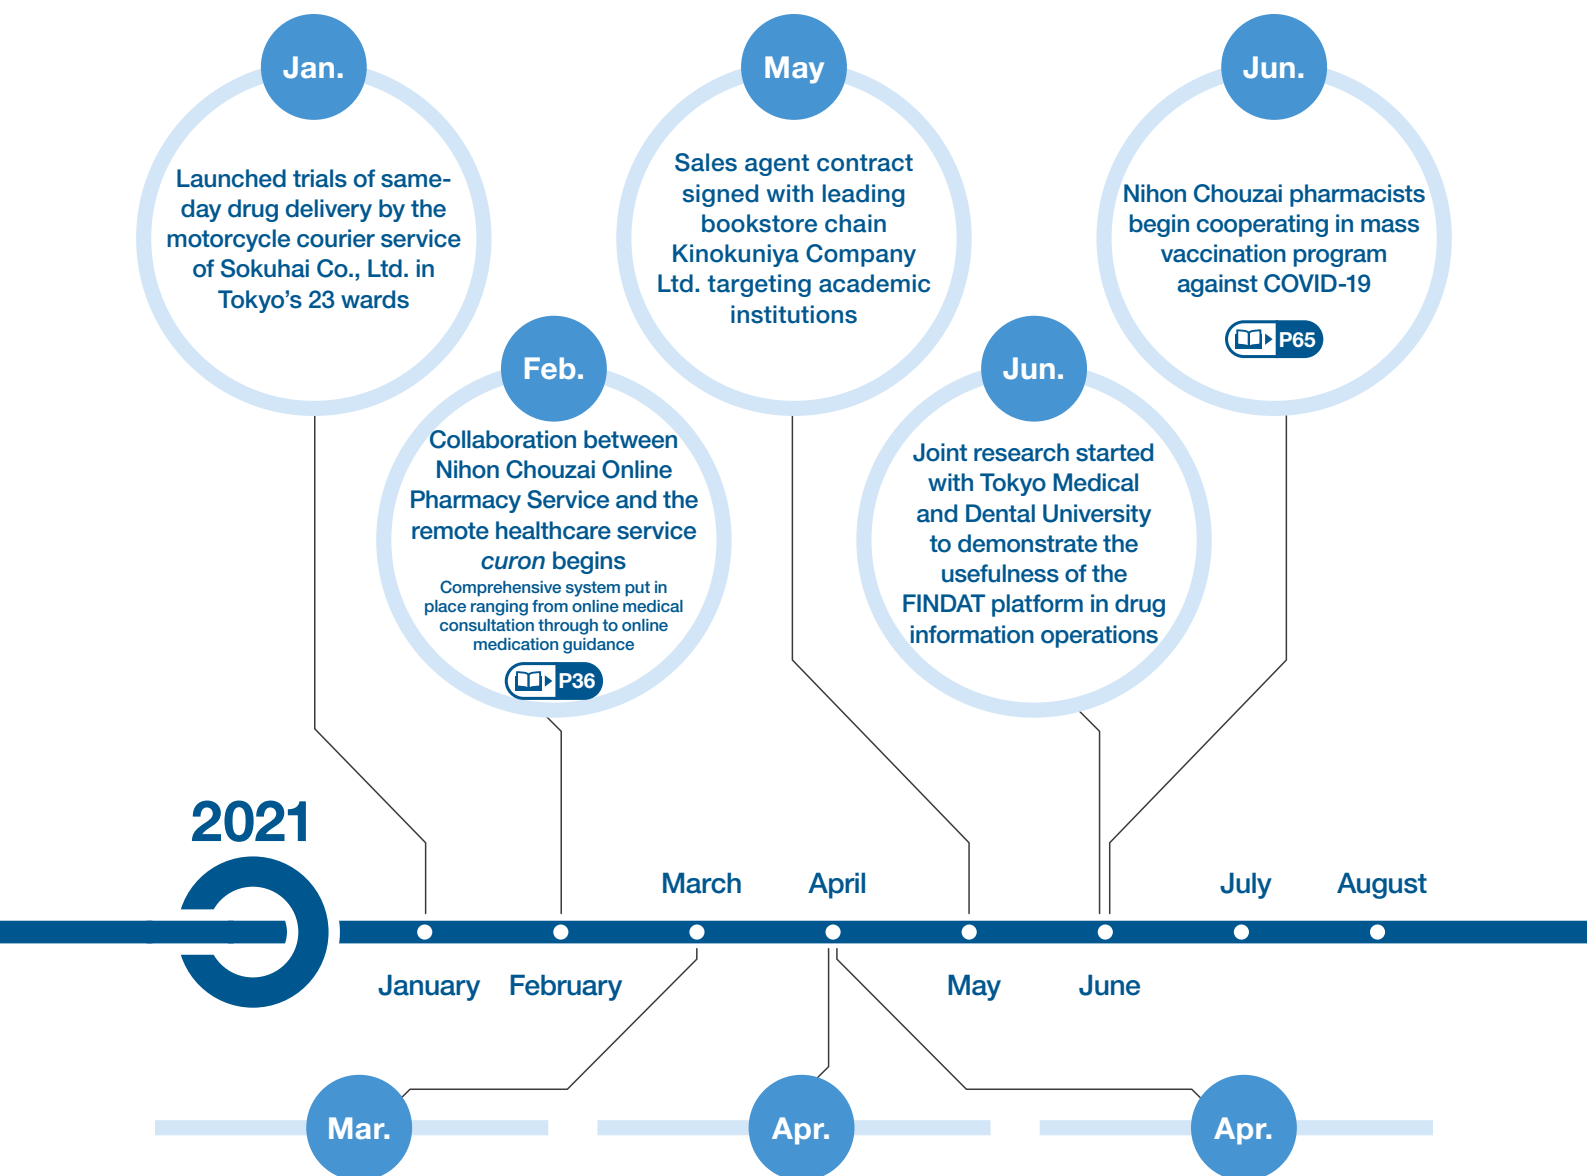 Jan.
Launched trials of same-
day drug delivery by the
motorcycle courier service
of Sokuhai Co., Ltd. in
Tokyo's 23 wards
Feb.
Collaboration between
Nihon Chouzai Online
Pharmacy Service and the
remote healthcare service
curon begins
Comprehensive system put in
place ranging from online medical
consultation through to online
medication guidance
P36
May
Sales agent contract
signed with leading
bookstore chain
Kinokuniya Company
Ltd. targeting academic
institutions
Jun.
Joint research started
with Tokyo Medical
and Dental University
to demonstrate the
usefulness of the
FINDAT platform in drug
information operations
Jun.
Nihon Chouzai pharmacists
begin cooperating in mass
vaccination program
against COVID-19
P65
2021
January
February
March
April
May
June
July
August
Mar.
Apr.
Apr.